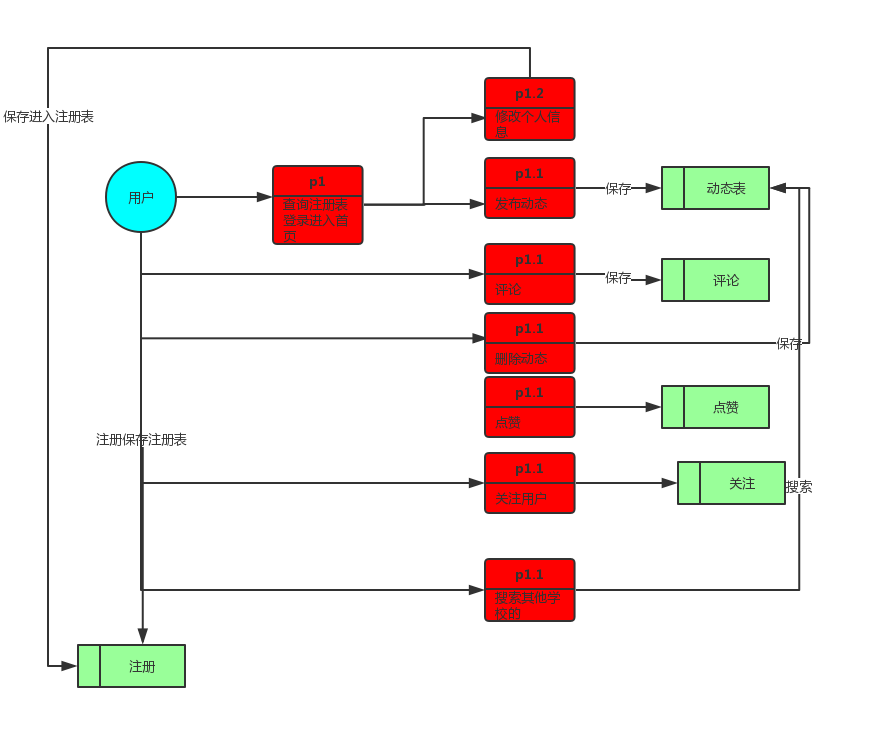 p1.2
修改个人信
息
保存进入注册表
用户
p1
查询注册表
登录进入首
页
p1.1
发布动态
保存
动态表
p1.1
评论
保存
评论
p1.1
删除动态
保存
p1.1
点赞
点赞
注册保存注册表
p1.1
关注用户
关注
搜索
p1.1
搜索其他学
校的
注册